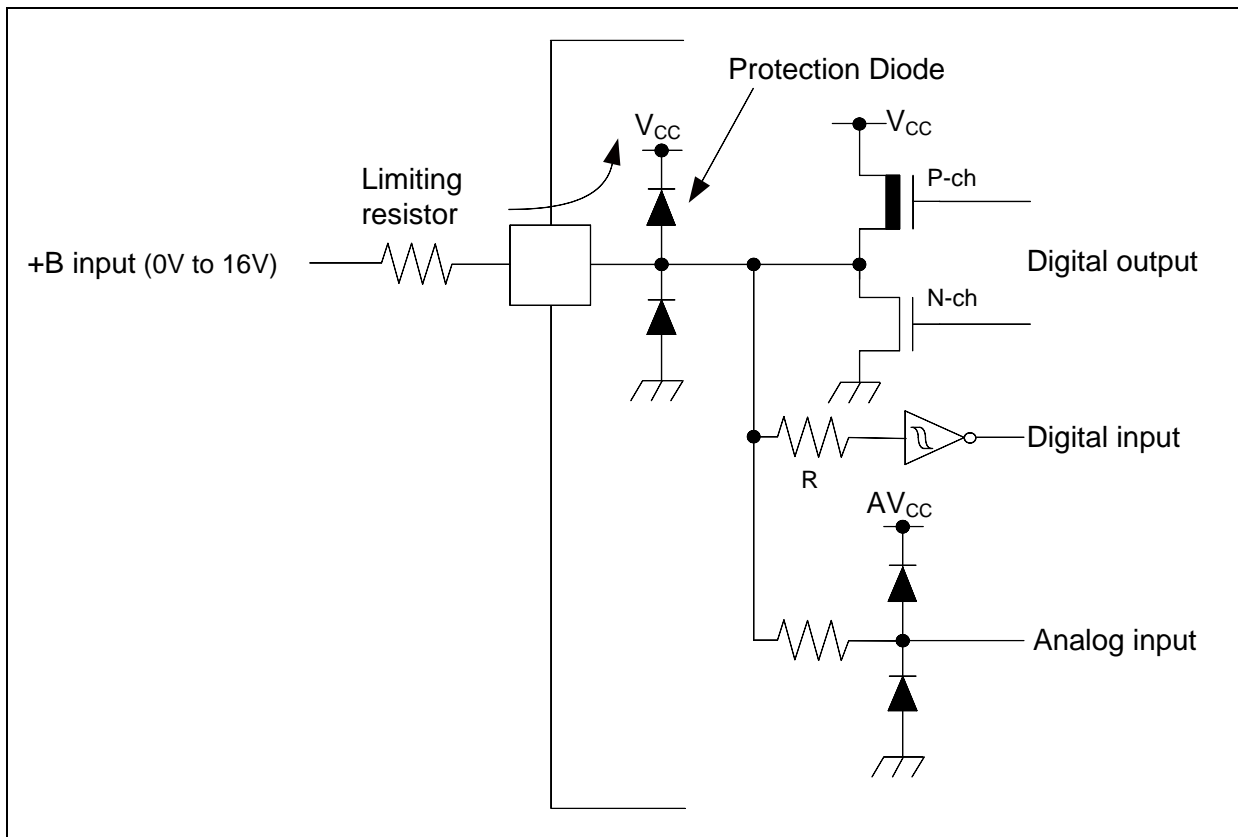 Protection Diode
VCC
VCC
Limiting
resistor
P-ch
+B input (0V to 16V)
Digital output
N-ch
Digital input
R
AVCC
Analog input